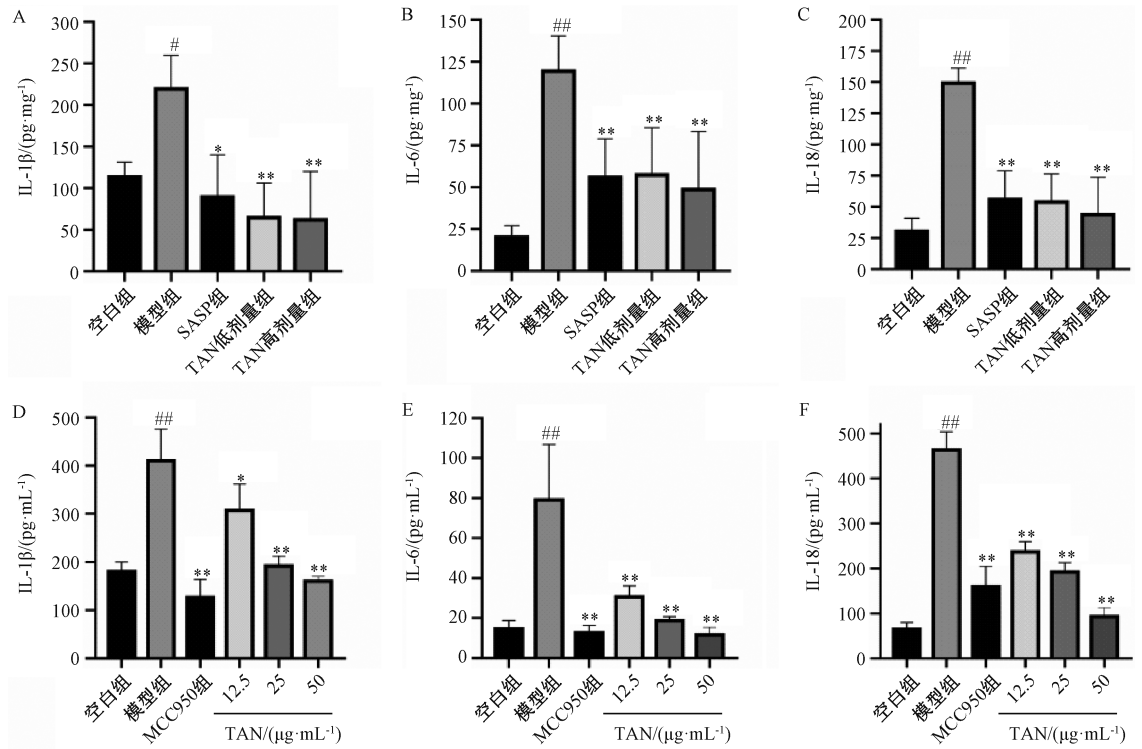 A
IL-1β/(pg·mg⁻¹)
300
250
200
150
100
50
0
#
*
**
**
空白组
模型组
SASP组
TAN低剂量组
TAN高剂量组
B
IL-6/(pg·mg⁻¹)
150
125
100
75
50
25
0
##
**
**
**
空白组
模型组
SASP组
TAN低剂量组
TAN高剂量组
C
IL-18/(pg·mg⁻¹)
200
175
150
125
100
75
50
25
0
##
**
**
**
空白组
模型组
SASP组
TAN低剂量组
TAN高剂量组
D
IL-1β/(pg·mL⁻¹)
500
400
300
200
100
0
##
**
*
**
**
空白组
模型组
MCC950组
12.5
25
50
TAN/(μg·mL⁻¹)
E
IL-6/(pg·mL⁻¹)
120
100
80
60
40
20
0
##
**
**
**
**
空白组
模型组
MCC950组
12.5
25
50
TAN/(μg·mL⁻¹)
F
IL-18/(pg·mL⁻¹)
500
400
300
200
100
0
##
**
**
**
**
空白组
模型组
MCC950组
12.5
25
50
TAN/(μg·mL⁻¹)